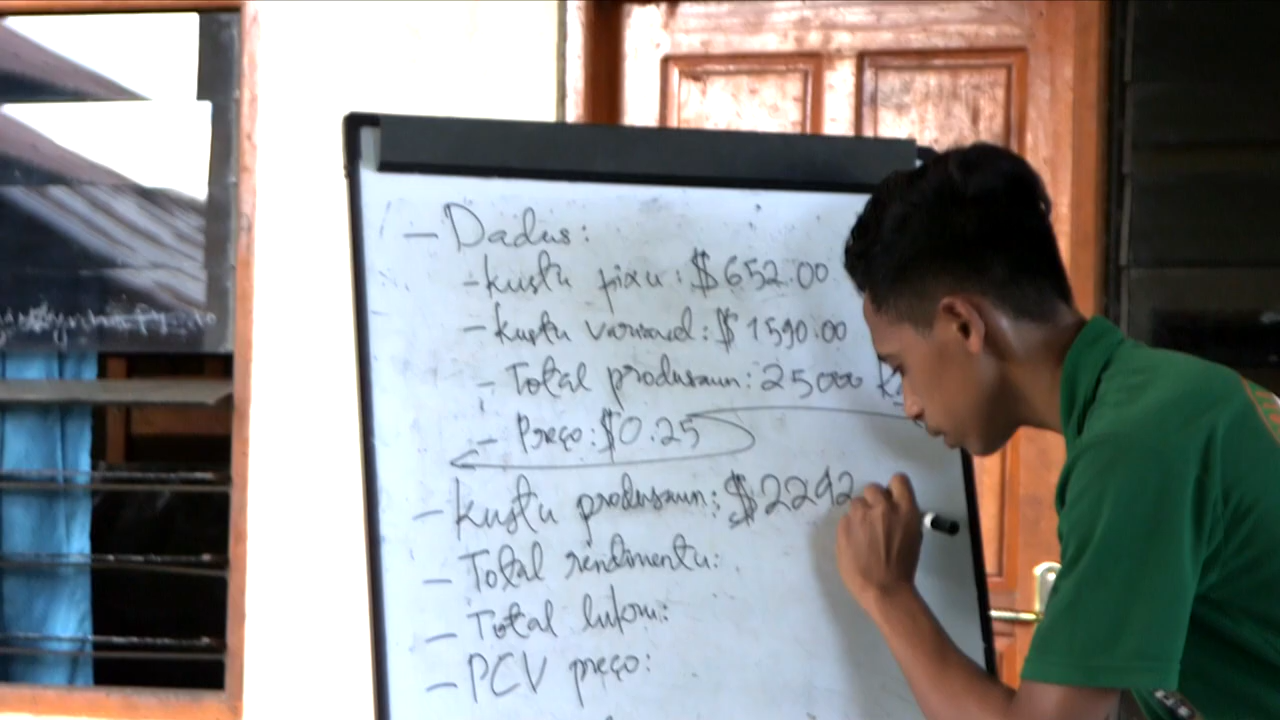 - Dadus:
- kustu fixu: $652.00
- kustu variavel: $1590.00
- Total produsaun: 25000
- Preço: $0.25
- kustu produsaun: $2242
- Total rendimentu:
- Total lukru:
- PCV preço: